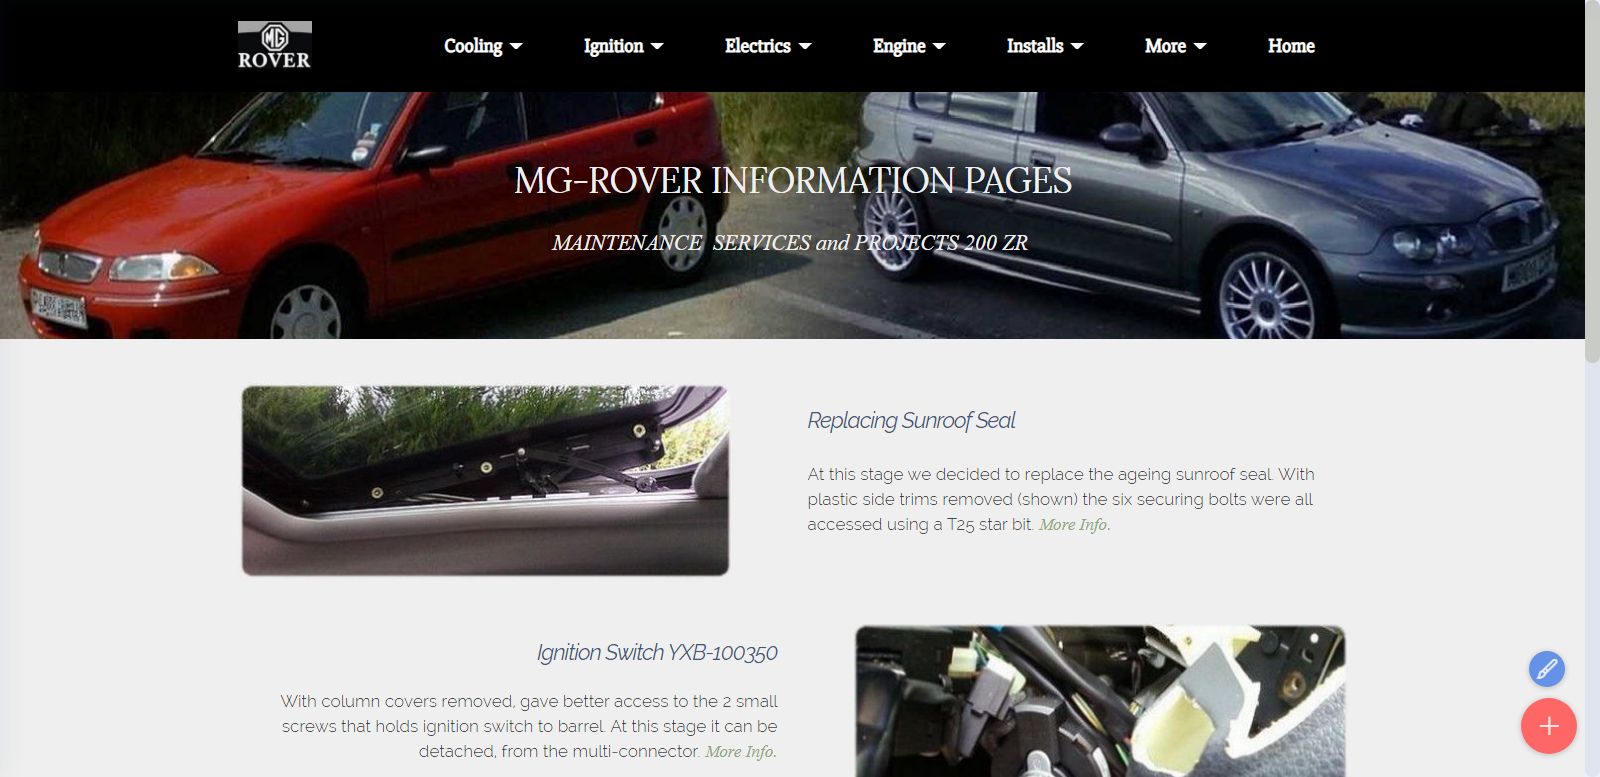 MG
ROVER
Cooling
Ignition
Electrics
Engine
Installs
More
Home
MG-ROVER INFORMATION PAGES
MAINTENANCE SERVICES and PROJECTS 200 ZR
Replacing Sunroof Seal
At this stage we decided to replace the ageing sunroof seal. With
plastic side trims removed (shown) the six securing bolts were all
accessed using a T25 star bit. More Info.
Ignition Switch YXB-100350
With column covers removed, gave better access to the 2 small
screws that holds ignition switch to barrel. At this stage it can be
detached, from the multi-connector. More Info.